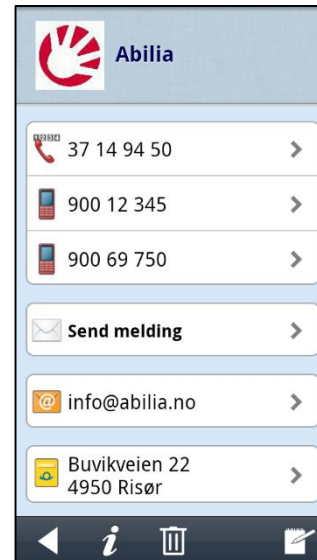 Abilia
37 14 94 50
900 12 345
900 69 750
Send melding
info@abilia.no
Buvikveien 22
4950 Risør